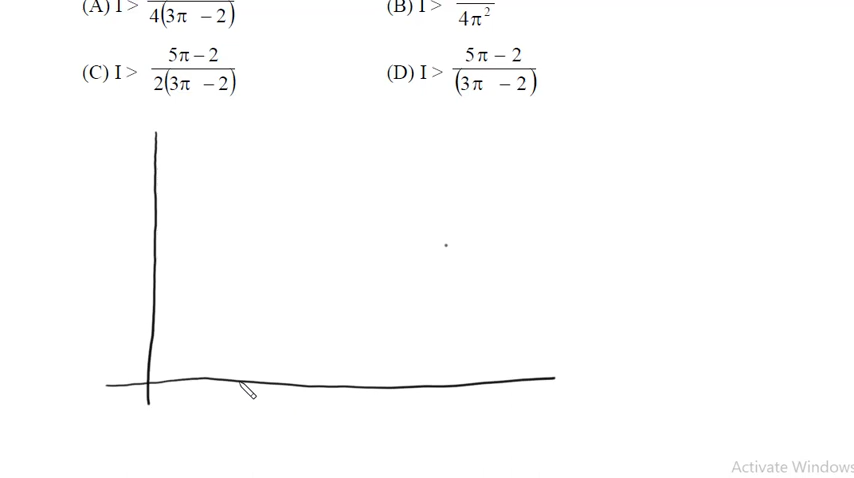 (A) I > 4(3π − 2) (B) I > 4π²
(C) I > 5π − 2 / 2(3π − 2) (D) I > 5π − 2 / (3π − 2)
Activate Windows